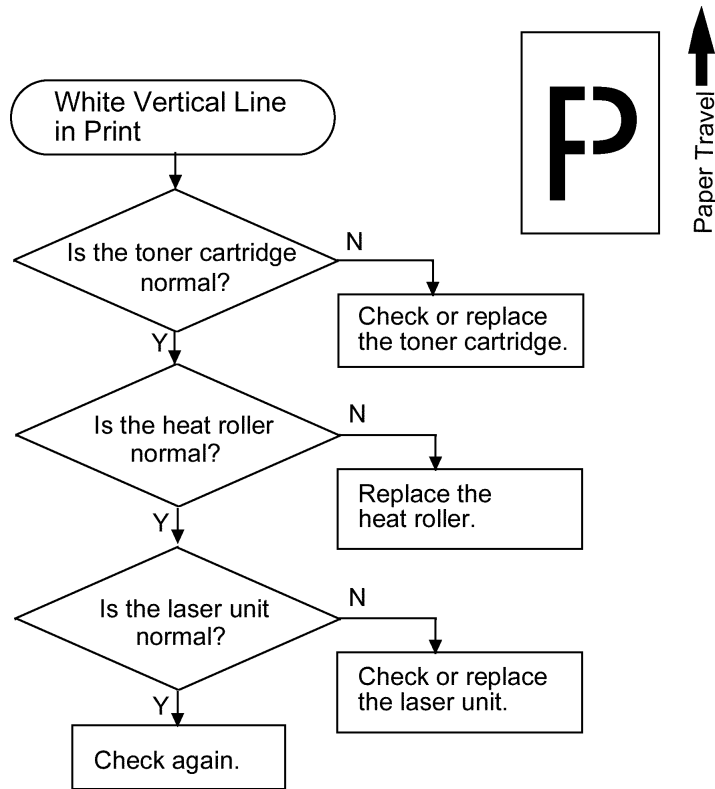 White Vertical Line
in Print
P
Paper Travel
Is the toner cartridge
normal?
N
Check or replace
the toner cartridge.
Y
Is the heat roller
normal?
N
Replace the
heat roller.
Y
Is the laser unit
normal?
N
Check or replace
the laser unit.
Y
Check again.